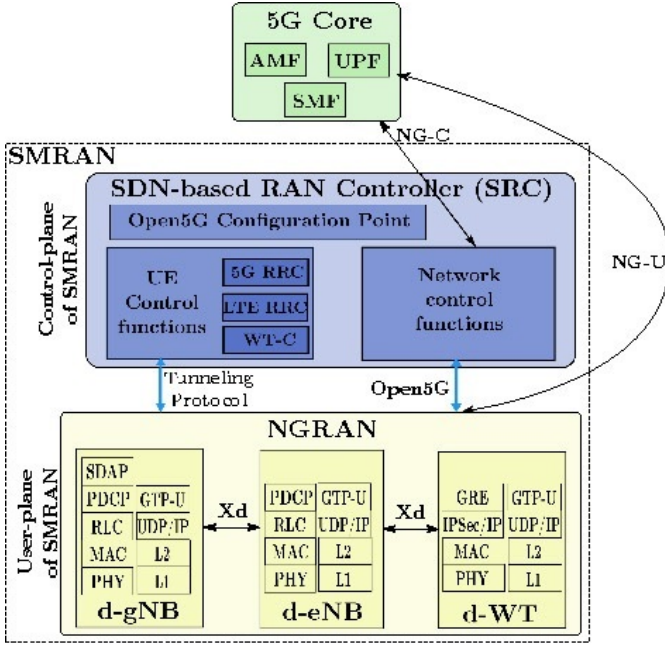 5G Core
AMF
UPF
SMF
NG-C
SMRAN
SDN-based RAN Controller (SRC)
Open5G Configuration Point
UE
Control
functions
5G RRC
LTE RRC
WT-C
Network
control
functions
NG-U
Control-plane
of SMRAN
Tunneling
Protocol
Open5G
NGRAN
User-plane
of SMRAN
SDAP
PDCP GTP-U
RLC UDP/IP
MAC L2
PHY L1
d-gNB
Xd
PDCP GTP-U
RLC UDP/IP
MAC L2
PHY L1
d-eNB
Xd
GRE GTP-U
IPSec/IP UDP/IP
MAC L2
PHY L1
d-WT